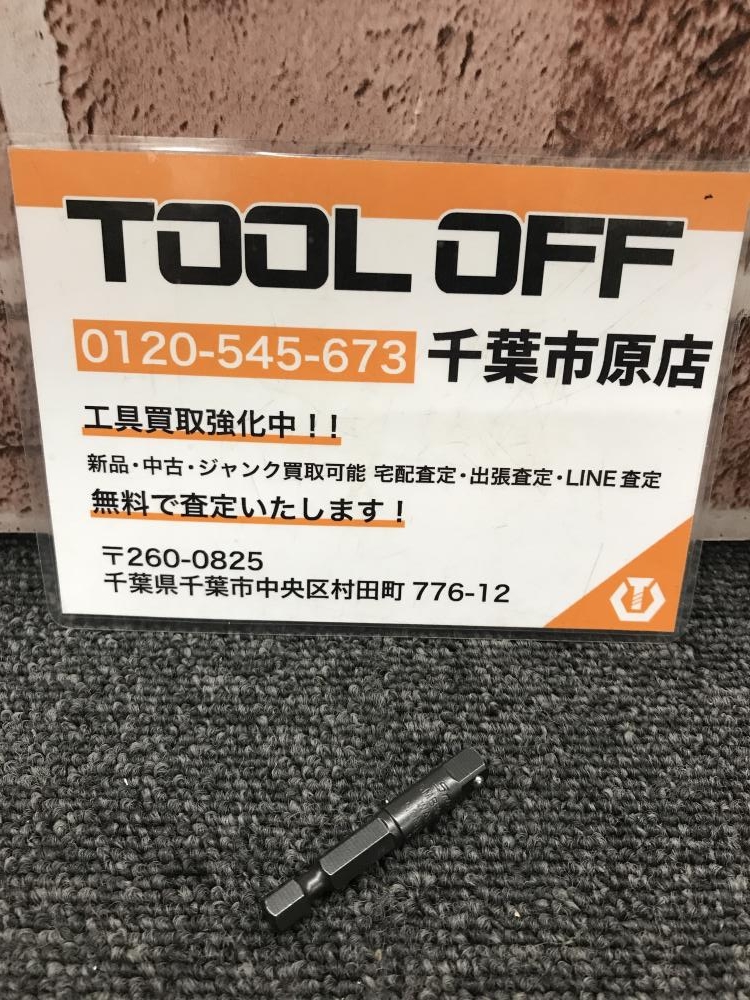 TOOL OFF
0120-545-673 千葉市原店
工具買取強化中！！
新品・中古・ジャンク買取可能 宅配査定・出張査定・LINE査定
無料で査定いたします！
〒260-0825
千葉県千葉市中央区村田町 776-12